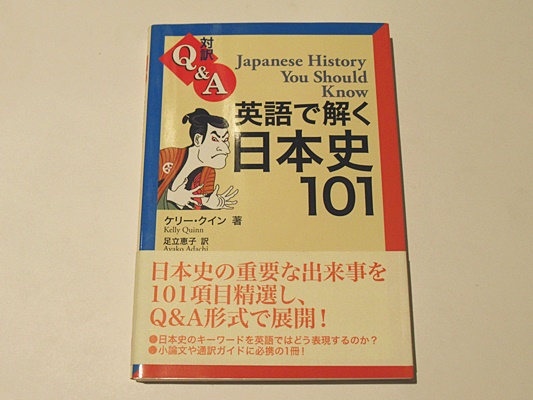 対訳
Q&A
Japanese History
You Should
Know
英語で解く
日本史
101
ケリー・クイン 著
Kelly Quinn
足立恵子 訳
Ayako Adachi
日本史の重要な出来事を
101項目精選し、
Q&A形式で展開!
●日本史のキーワードを英語ではどう表現するのか?
●小論文や通訳ガイドに必携の1冊!